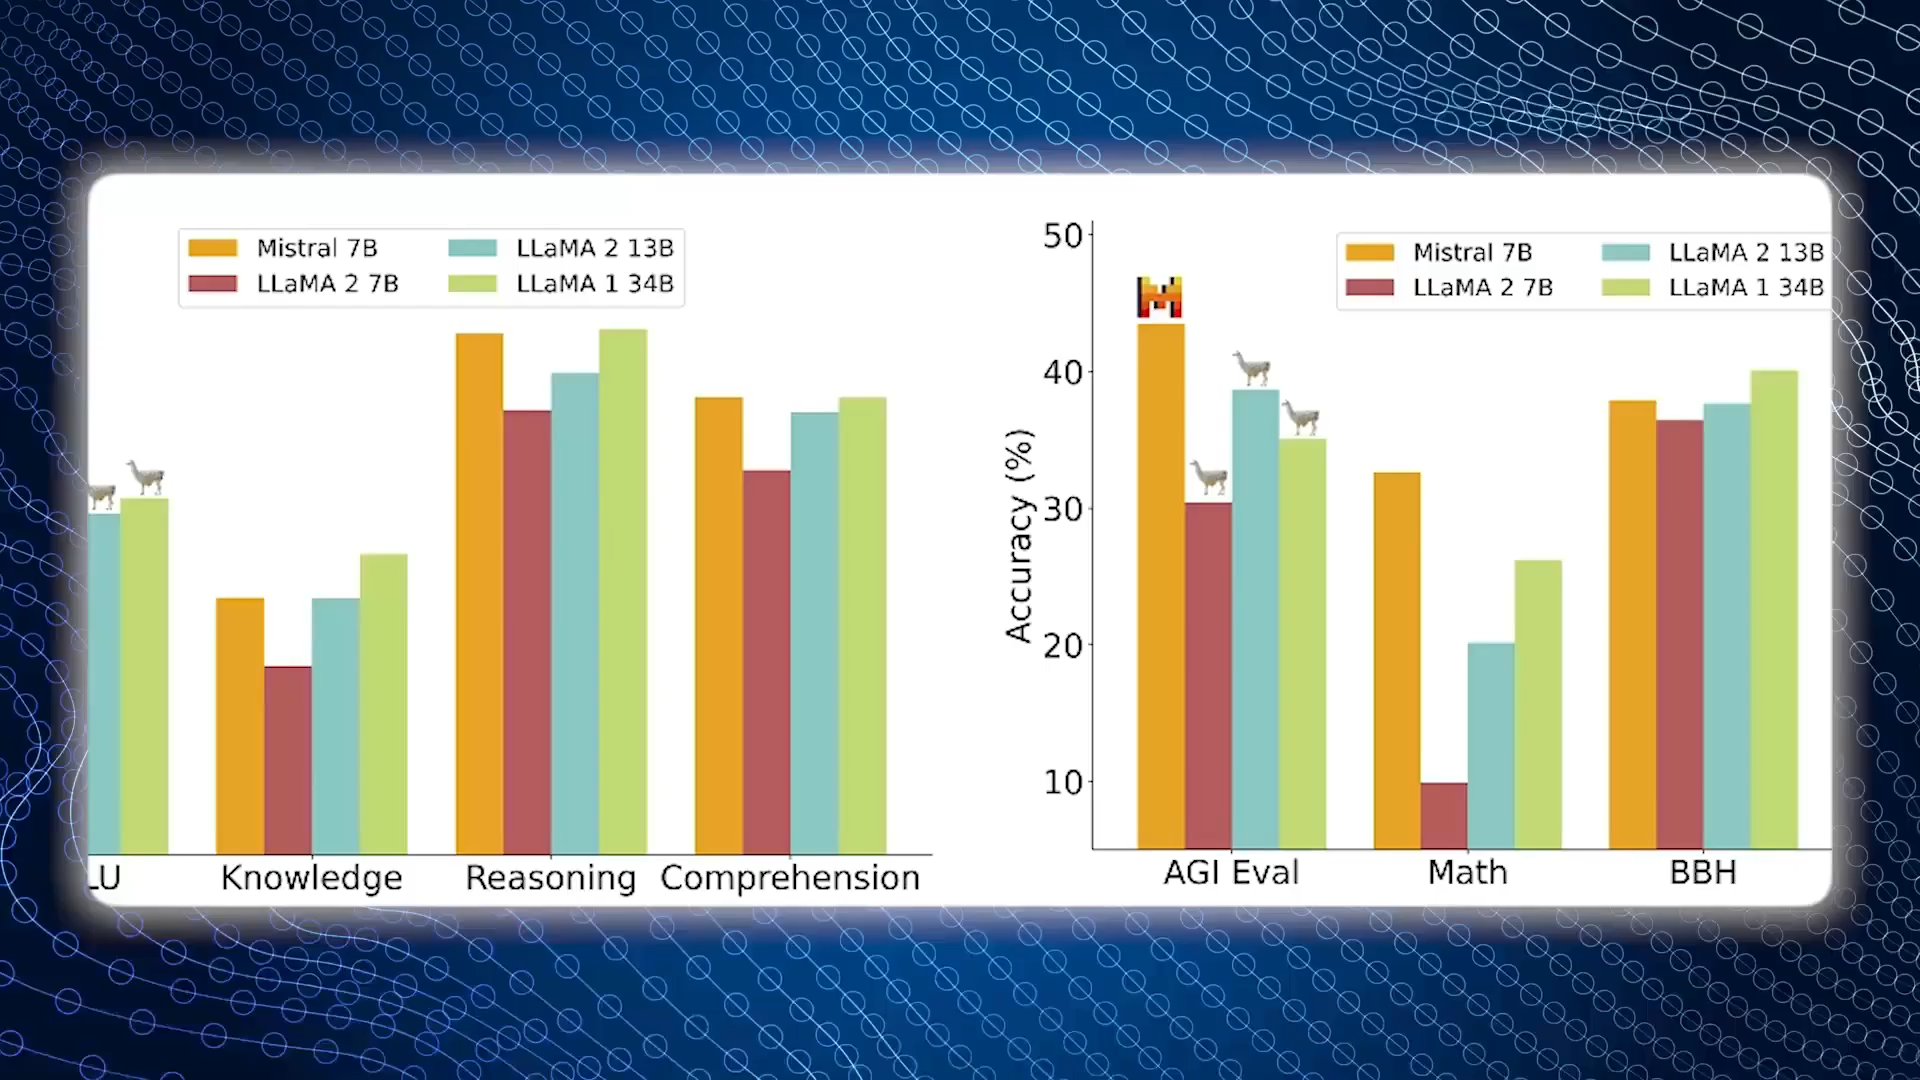 Mistral 7B LLaMA 2 13B
LLaMA 2 7B LLaMA 1 34B
LU Knowledge Reasoning Comprehension
50
40
30
20
10
Accuracy (%)
Mistral 7B LLaMA 2 13B
LLaMA 2 7B LLaMA 1 34B
AGI Eval Math BBH